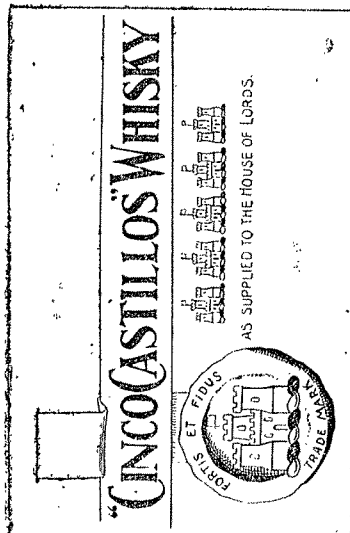 "CINCO CASTILLOS" WHISKY
P P P P P
AS SUPPLIED TO THE HOUSE OF LORDS.
FORTIS ET FIDUS
TRADE MARK